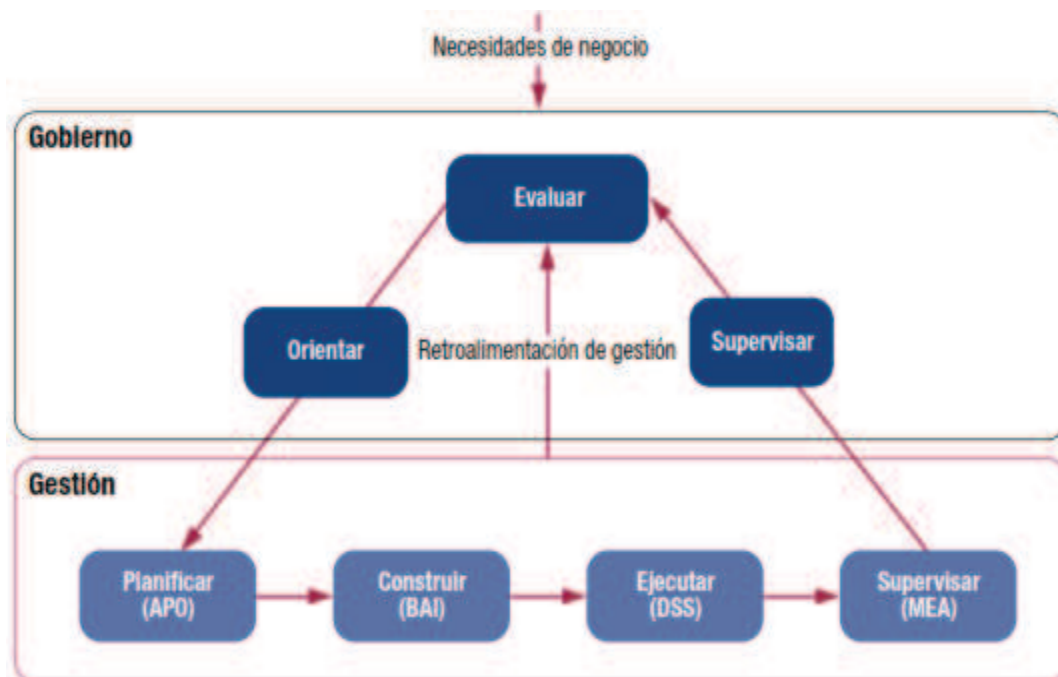 Necesidades de negocio
Gobierno
Evaluar
Orientar
Retroalimentación de gestión
Supervisar
Gestión
Planificar
(APO)
Construir
(BAI)
Ejecutar
(DSS)
Supervisar
(MEA)